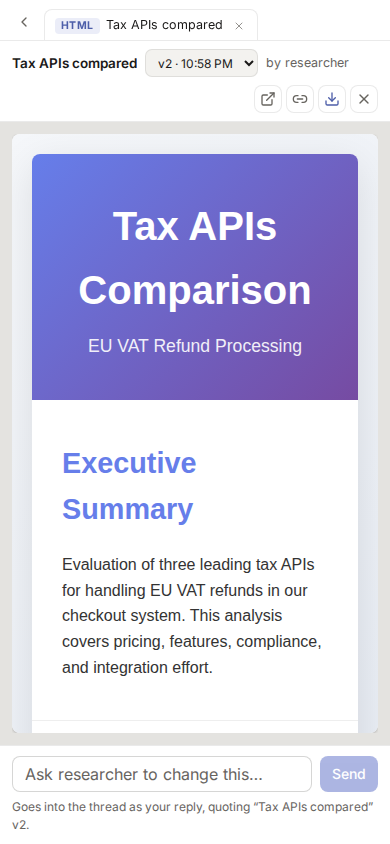 HTML Tax APIs compared
Tax APIs compared v2 · 10:58 PM by researcher
Tax APIs
Comparison
EU VAT Refund Processing
Executive
Summary
Evaluation of three leading tax APIs
for handling EU VAT refunds in our
checkout system. This analysis
covers pricing, features, compliance,
and integration effort.
Ask researcher to change this...
Send
Goes into the thread as your reply, quoting “Tax APIs compared”
v2.